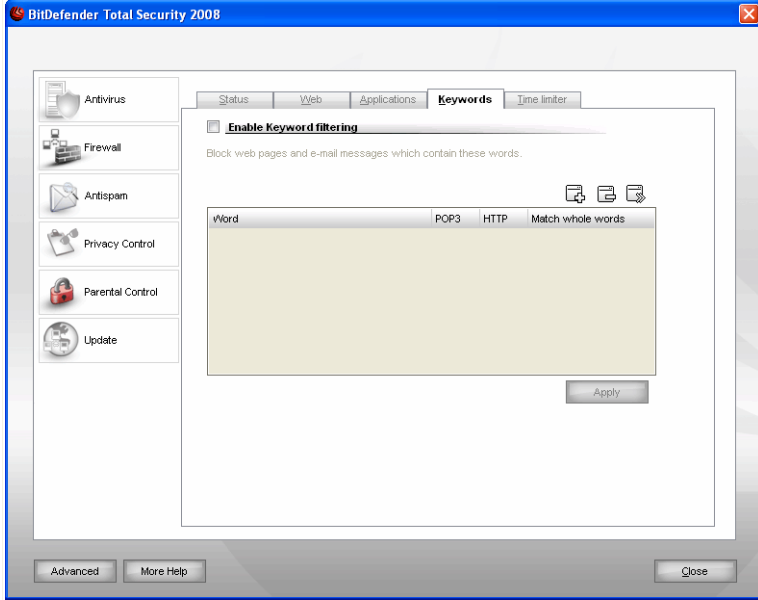 BitDefender Total Security 2008
Antivirus
Firewall
Antispam
Privacy Control
Parental Control
Update
Status Web Applications Keywords Time limiter
Enable Keyword filtering
Block web pages and e-mail messages which contain these words.
Word POP3 HTTP Match whole words
Apply
Advanced More Help Close